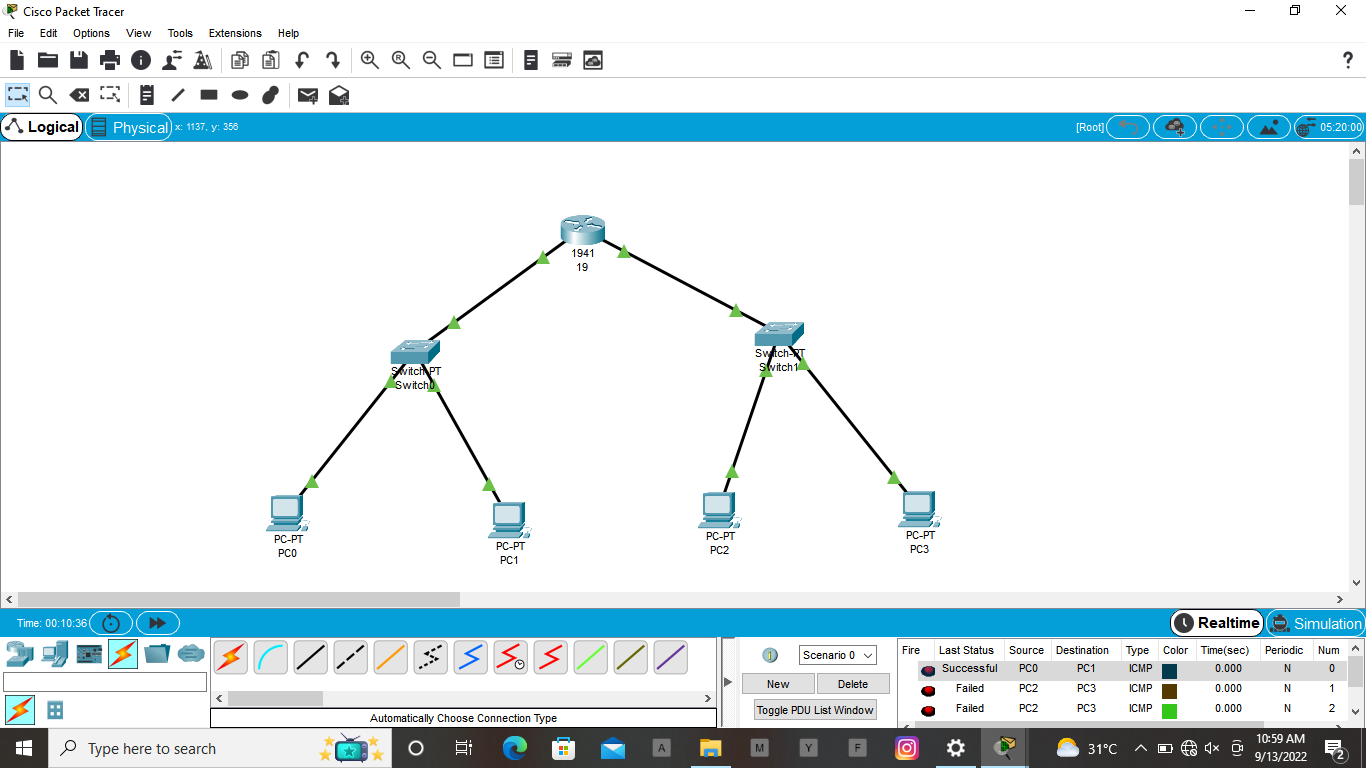 Cisco Packet Tracer
File Edit Options View Tools Extensions Help
?
Logical Physical x: 1137, y: 356 [Root] 05:20:00
1941
19
Switch-PT
Switch0
Switch-PT
Switch1
PC-PT
PC0
PC-PT
PC1
PC-PT
PC2
PC-PT
PC3
Time: 00:10:36 Realtime Simulation
Scenario 0
New Delete
Toggle PDU List Window
Automatically Choose Connection Type
Fire Last Status Source Destination Type Color Time(sec) Periodic Num
Successful PC0 PC1 ICMP 0.000 N 0
Failed PC2 PC3 ICMP 0.000 N 1
Failed PC2 PC3 ICMP 0.000 N 2
Type here to search A M Y F 31°C 10:59 AM
9/13/2022 2